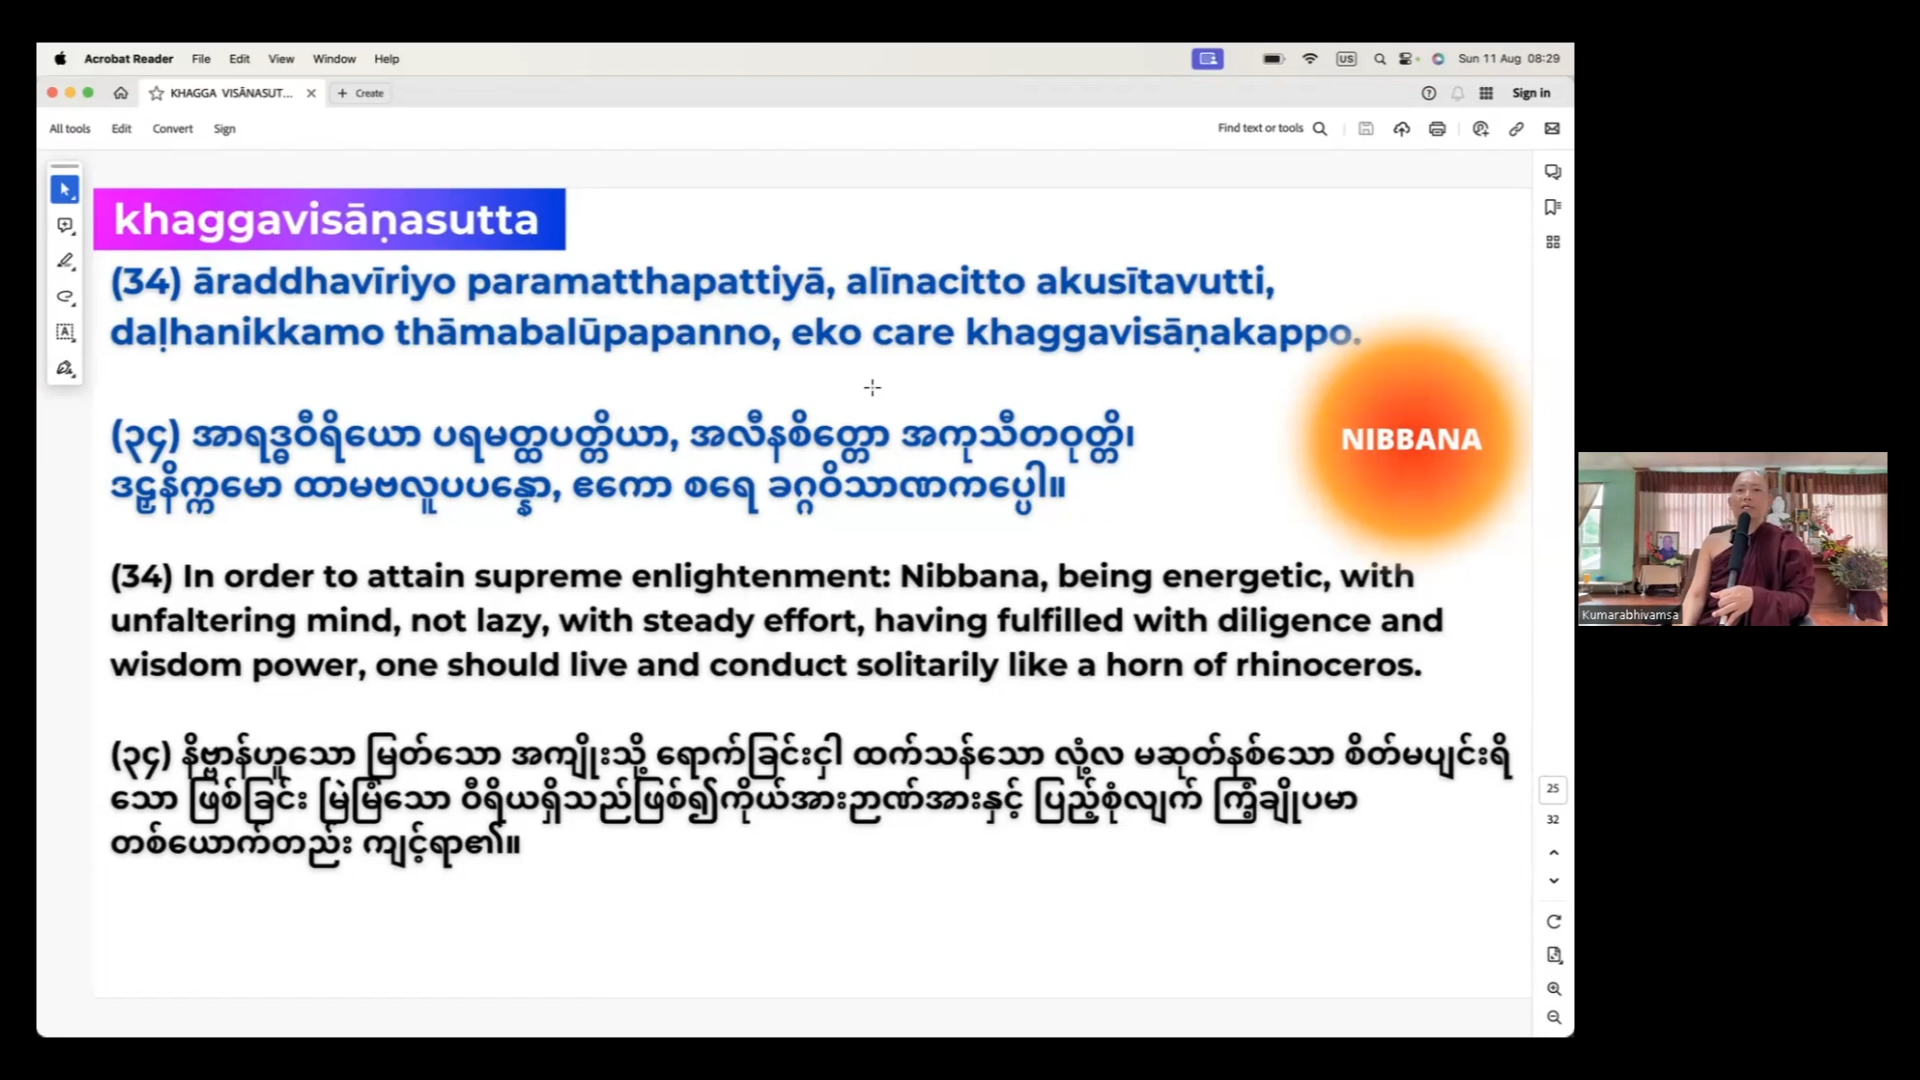 Acrobat Reader File Edit View Window Help US Sun 11 Aug 08:29
KHAGGA VISĀNASUT... Create Sign in
All tools Edit Convert Sign Find text or tools
khaggavisāṇasutta
(34) āraddhavīriyo paramatthapattiyā, alīnacitto akusītavutti,
daḷhanikkamo thāmabalūpapanno, eko care khaggavisāṇakappo.
(၃၄) အာရဒ္ဓဝီရိယော ပရမတ္ထပတ္တိယာ, အလီနစိတ္တော အကုသီတဝုတ္တိ၊
ဒဠှနိက္ကမော ထာမဗလူပပန္နော, ဧကော စရေ ခဂ္ဂဝိသာဏကပ္ပေါ။
NIBBANA
(34) In order to attain supreme enlightenment: Nibbana, being energetic, with
unfaltering mind, not lazy, with steady effort, having fulfilled with diligence and
wisdom power, one should live and conduct solitarily like a horn of rhinoceros.
(၃၄) နိဗ္ဗာန်ဟူသော မြတ်သော အကျိုးသို့ ရောက်ခြင်းငှါ ထက်သန်သော လုံ့လ မဆုတ်နစ်သော စိတ်မပျင်းရိ
သော ဖြစ်ခြင်း မြဲမြံသော ဝီရိယရှိသည်ဖြစ်၍ကိုယ်အားဉာဏ်အားနှင့် ပြည့်စုံလျက် ကြံ့ချိုပမာ
တစ်ယောက်တည်း ကျင့်ရာ၏။
25
32
Kumarabhivamsa